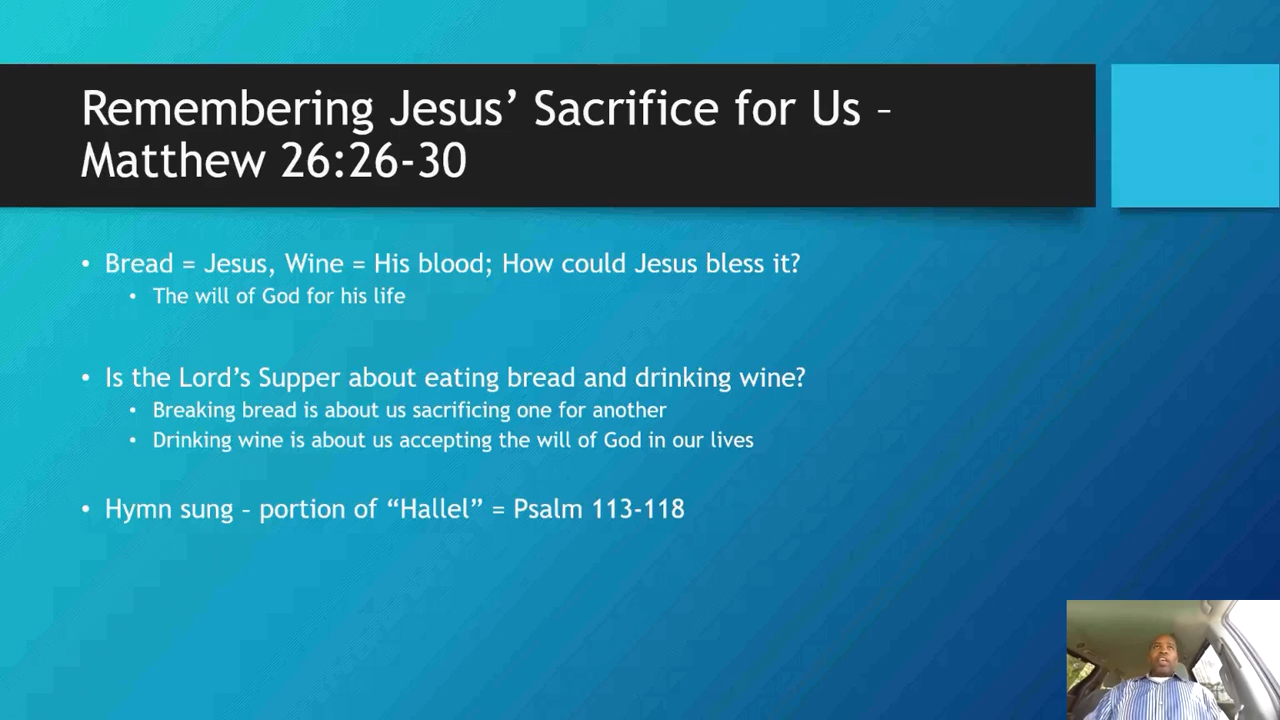 Remembering Jesus’ Sacrifice for Us –
Matthew 26:26-30
• Bread = Jesus, Wine = His blood; How could Jesus bless it?
• The will of God for his life
• Is the Lord’s Supper about eating bread and drinking wine?
• Breaking bread is about us sacrificing one for another
• Drinking wine is about us accepting the will of God in our lives
• Hymn sung – portion of “Hallel” = Psalm 113-118